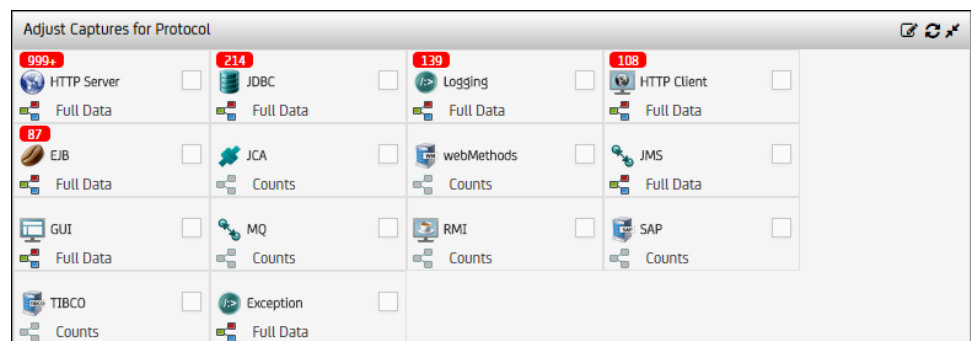 Adjust Captures for Protocol
999+ 214 139 108
HTTP Server JDBC Logging HTTP Client
Full Data Full Data Full Data Full Data
87
EJB JCA webMethods JMS
Full Data Counts Counts Full Data
GUI MQ RMI SAP
Full Data Counts Counts Counts
TIBCO Exception
Counts Full Data